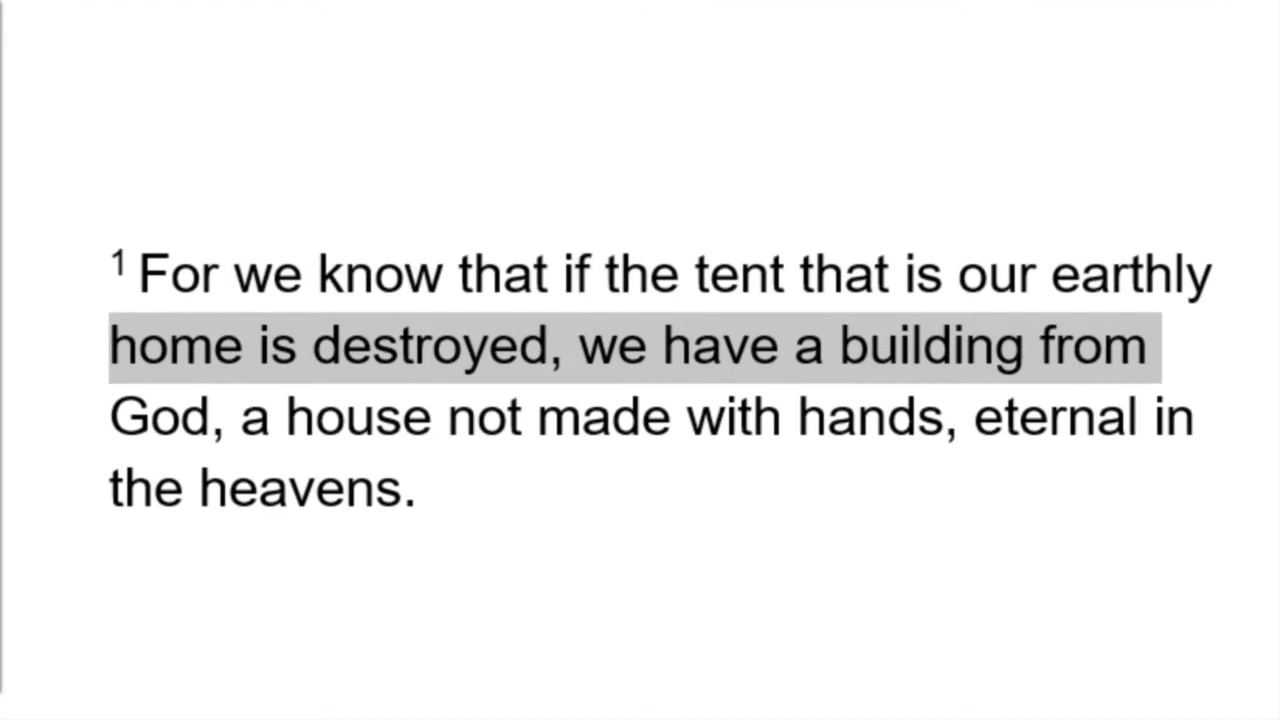 ¹ For we know that if the tent that is our earthly
home is destroyed, we have a building from
God, a house not made with hands, eternal in
the heavens.